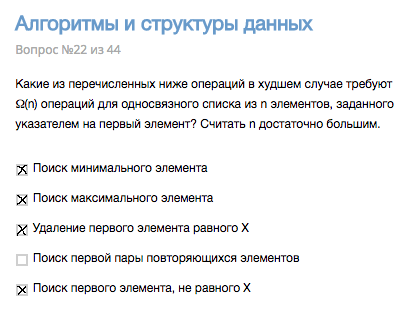 Алгоритмы и структуры данных
Вопрос №22 из 44
Какие из перечисленных ниже операций в худшем случае требуют
Ω(n) операций для односвязного списка из n элементов, заданного
указателем на первый элемент? Считать n достаточно большим.
Поиск минимального элемента
Поиск максимального элемента
Удаление первого элемента равного X
Поиск первой пары повторяющихся элементов
Поиск первого элемента, не равного X